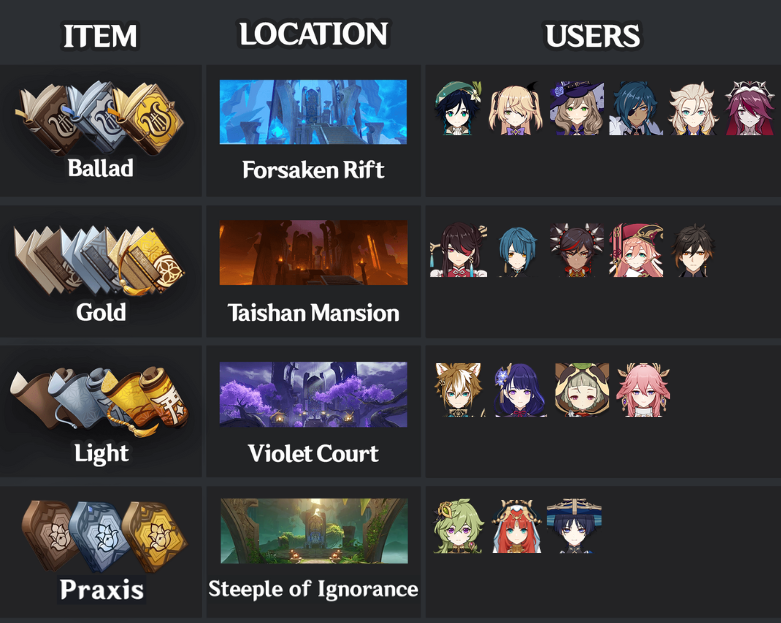 ITEM LOCATION USERS
Ballad
Forsaken Rift
Gold
Taishan Mansion
Light
Violet Court
Praxis
Steeple of Ignorance